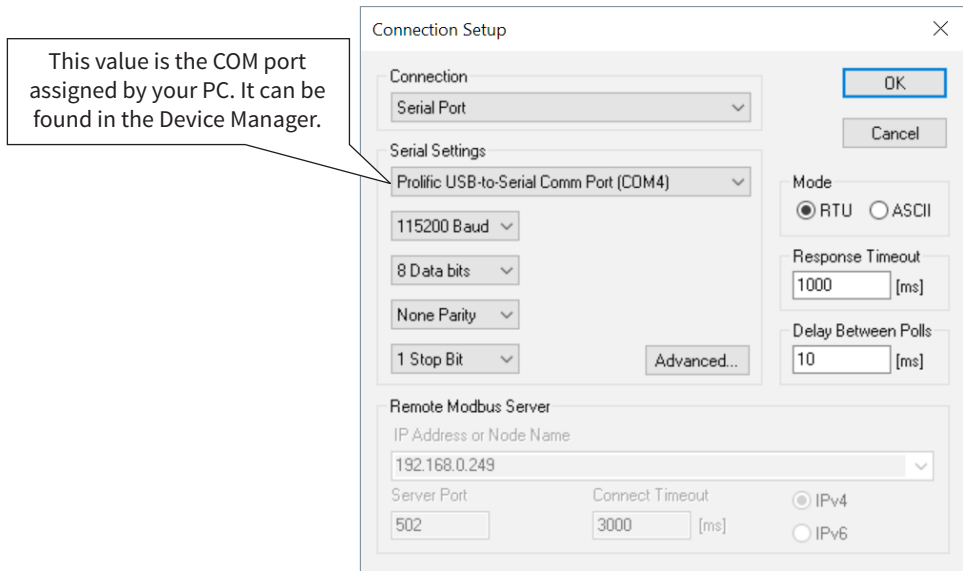 Connection Setup
This value is the COM port
assigned by your PC. It can be
found in the Device Manager.
Connection
Serial Port
OK
Cancel
Serial Settings
Prolific USB-to-Serial Comm Port (COM4)
115200 Baud
8 Data bits
None Parity
1 Stop Bit
Advanced...
Mode
RTU ASCII
Response Timeout
1000 [ms]
Delay Between Polls
10 [ms]
Remote Modbus Server
IP Address or Node Name
192.168.0.249
Server Port Connect Timeout
502 3000 [ms]
IPv4
IPv6